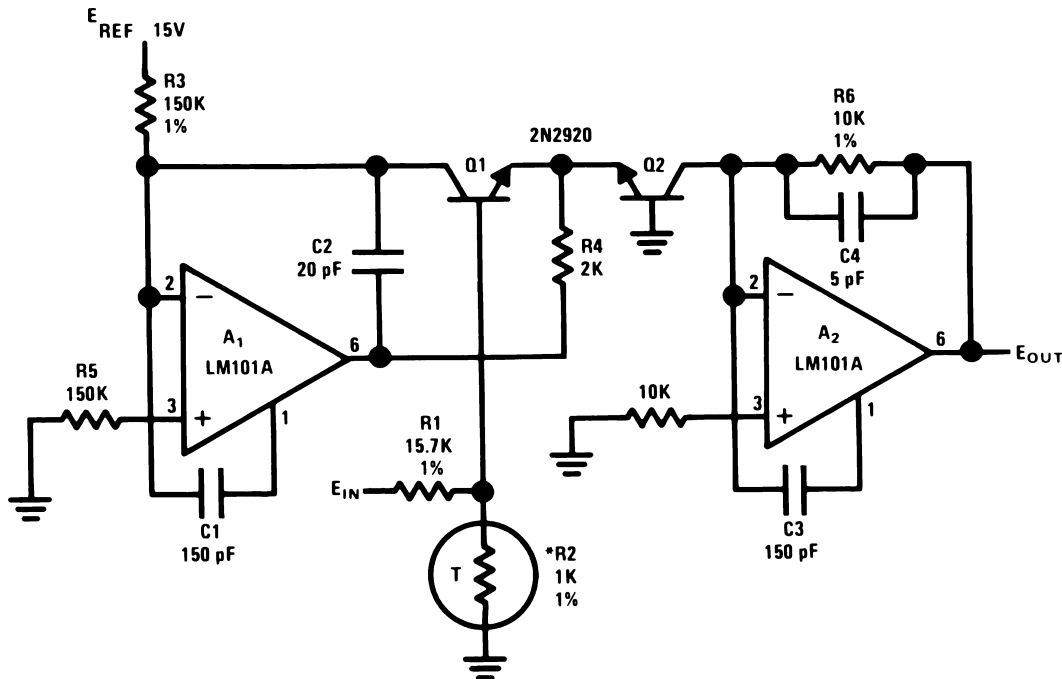 E
REF 15V
R3
150K
1%
2N2920
Q1
Q2
R6
10K
1%
C4
5 pF
C2
20 pF
R4
2K
2
−
A1
LM101A
6
3
+
1
R5
150K
C1
150 pF
R1
15.7K
1%
EIN
T
*R2
1K
1%
2
−
A2
LM101A
6
EOUT
3
+
1
10K
C3
150 pF